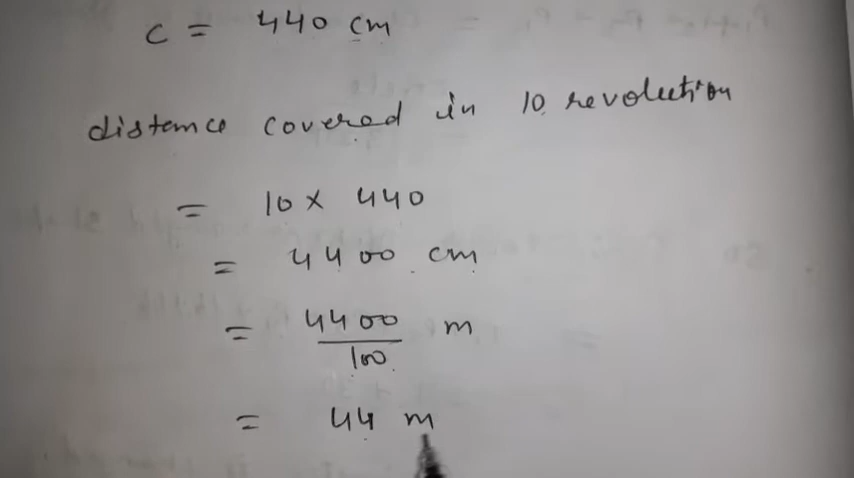 c = 440 cm
distance covered in 10 revolution
= 10 × 440
= 4400 cm
= 4400/100 m
= 44 m